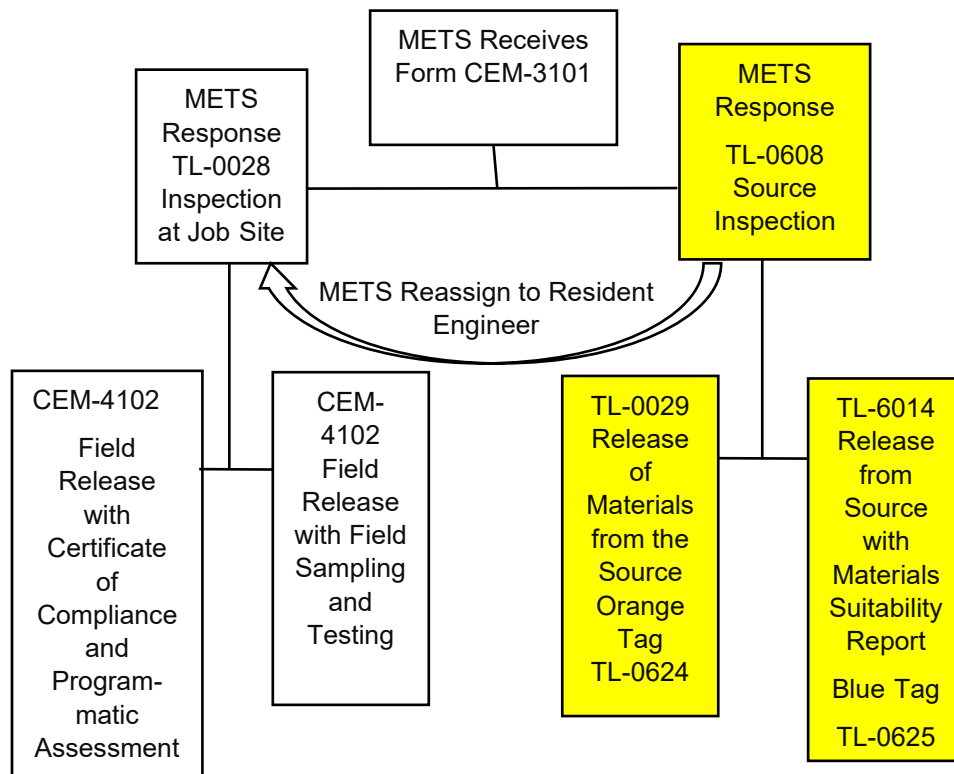 METS Receives
Form CEM-3101
METS
Response
TL-0028
Inspection
at Job Site
METS
Response
TL-0608
Source
Inspection
METS Reassign to Resident
Engineer
CEM-4102
Field
Release
with
Certificate
of
Compliance
and
Program-
matic
Assessment
CEM-
4102
Field
Release
with Field
Sampling
and
Testing
TL-0029
Release
of
Materials
from the
Source
Orange
Tag
TL-0624
TL-6014
Release
from
Source
with
Materials
Suitability
Report
Blue Tag
TL-0625